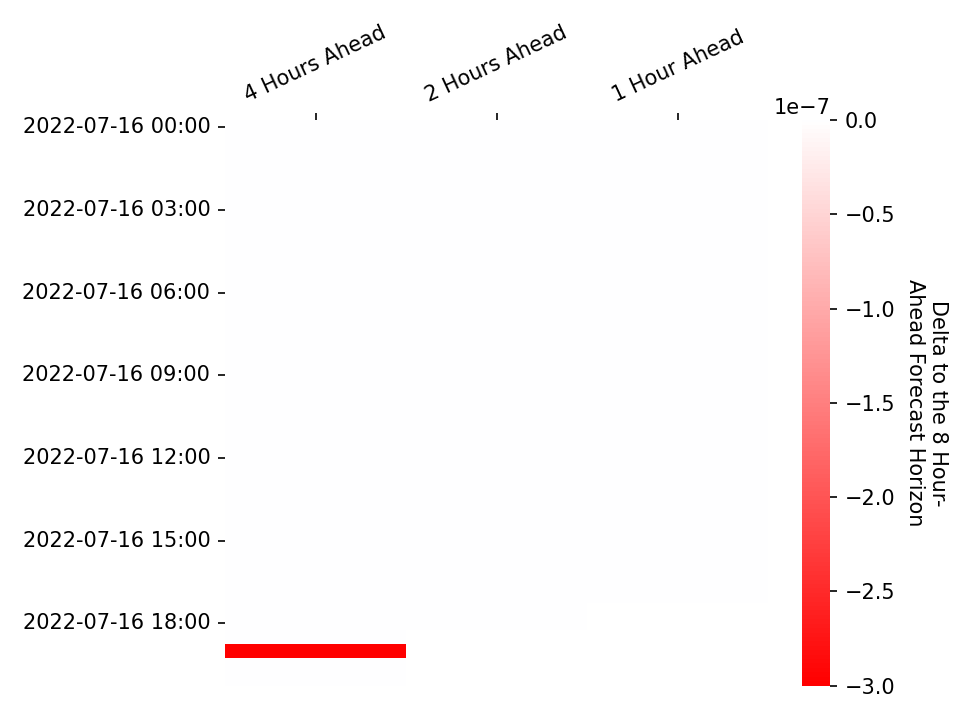 4 Hours Ahead
2 Hours Ahead
1 Hour Ahead
1e−7
2022-07-16 00:00
2022-07-16 03:00
2022-07-16 06:00
2022-07-16 09:00
2022-07-16 12:00
2022-07-16 15:00
2022-07-16 18:00
0.0
−0.5
−1.0
−1.5
−2.0
−2.5
−3.0
Delta to the 8 Hour-
Ahead Forecast Horizon